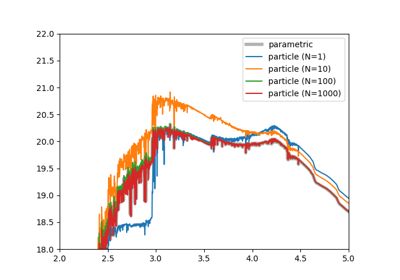 22.0
21.5
21.0
20.5
20.0
19.5
19.0
18.5
18.0
2.0 2.5 3.0 3.5 4.0 4.5 5.0
parametric
particle (N=1)
particle (N=10)
particle (N=100)
particle (N=1000)